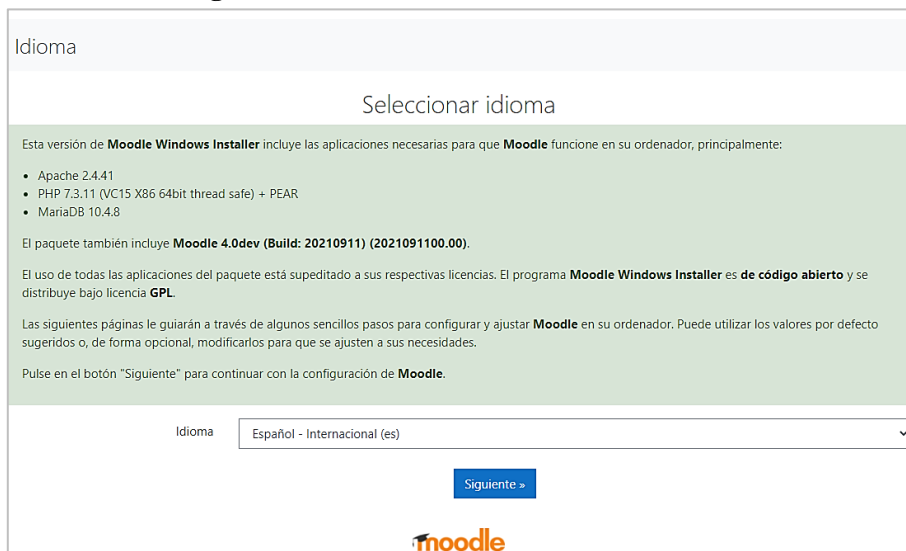 Idioma
Seleccionar idioma
Esta versión de Moodle Windows Installer incluye las aplicaciones necesarias para que Moodle funcione en su ordenador, principalmente:
• Apache 2.4.41
• PHP 7.3.11 (VC15 X86 64bit thread safe) + PEAR
• MariaDB 10.4.8
El paquete también incluye Moodle 4.0dev (Build: 20210911) (2021091100.00).
El uso de todas las aplicaciones del paquete está supeditado a sus respectivas licencias. El programa Moodle Windows Installer es de código abierto y se
distribuye bajo licencia GPL.
Las siguientes páginas le guiarán a través de algunos sencillos pasos para configurar y ajustar Moodle en su ordenador. Puede utilizar los valores por defecto
sugeridos o, de forma opcional, modificarlos para que se ajusten a sus necesidades.
Pulse en el botón "Siguiente" para continuar con la configuración de Moodle.
Idioma Español - Internacional (es)
Siguiente »
moodle